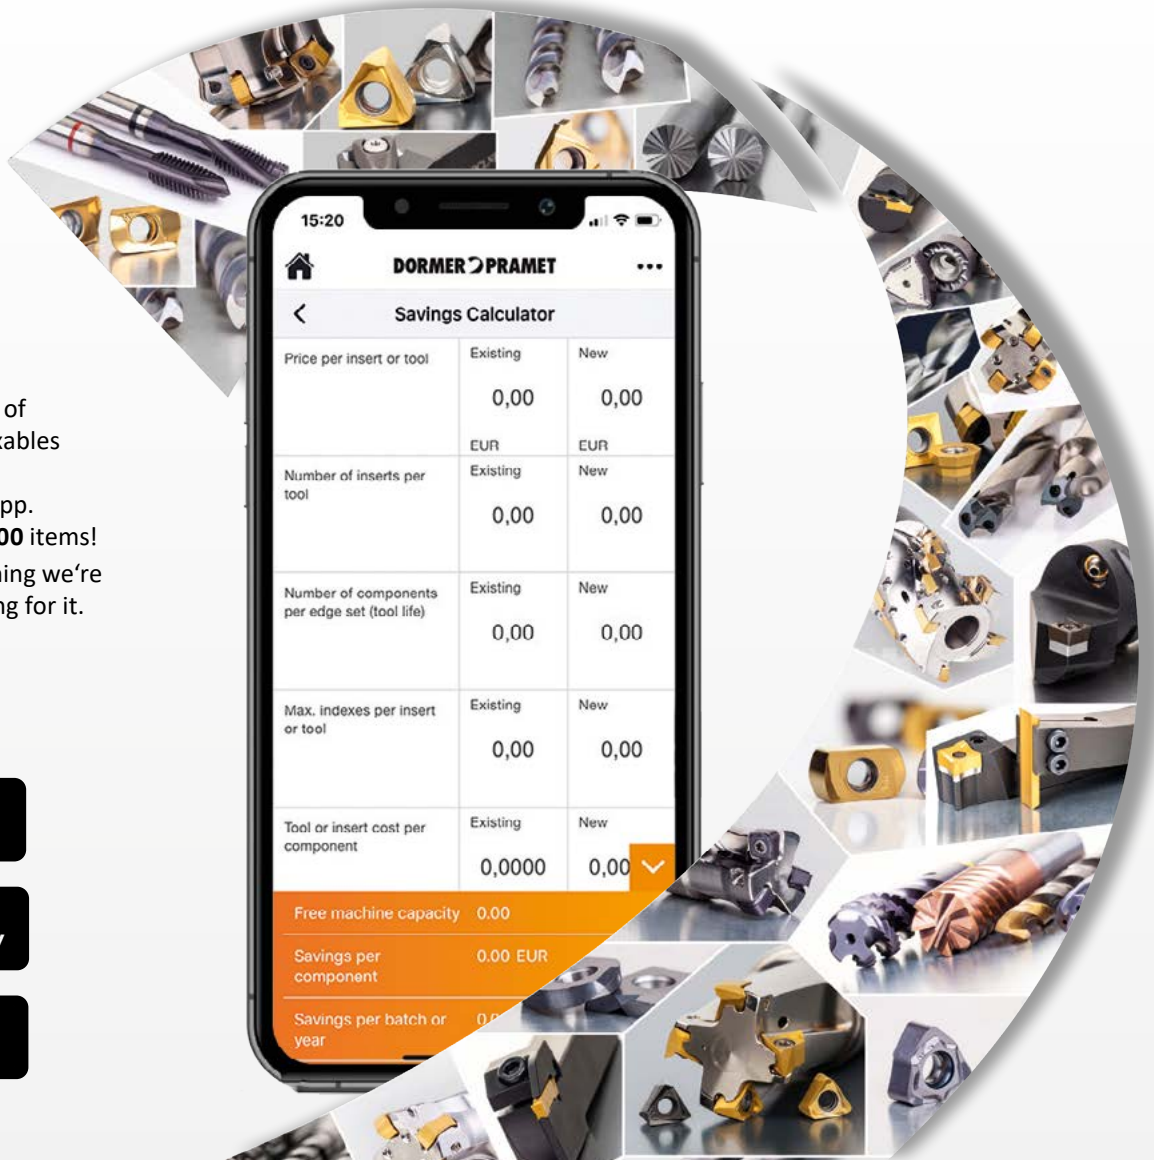 of
xables
pp.
00 items!
ning we‘re
ng for it.
y
15:20
DORMER PRAMET
Savings Calculator
Price per insert or tool
Existing
New
0,00
0,00
EUR
EUR
Number of inserts per
tool
Existing
New
0,00
0,00
Number of components
per edge set (tool life)
Existing
New
0,00
0,00
Max. indexes per insert
or tool
Existing
New
0,00
0,00
Tool or insert cost per
component
Existing
New
0,0000
0,00
Free machine capacity 0.00
Savings per
component
0.00 EUR
Savings per batch or
year